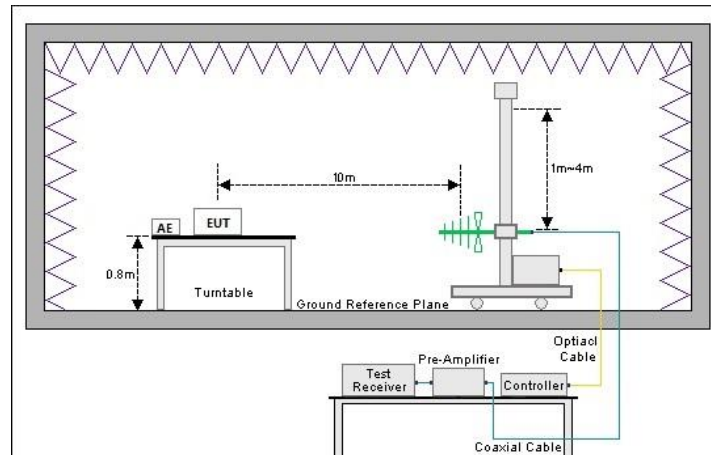 10m
1m~4m
AE
EUT
0.8m
Turntable
Ground Reference Plane
Optiacl
Cable
Pre-Amplifier
Test
Receiver
Controller
Coaxial Cable